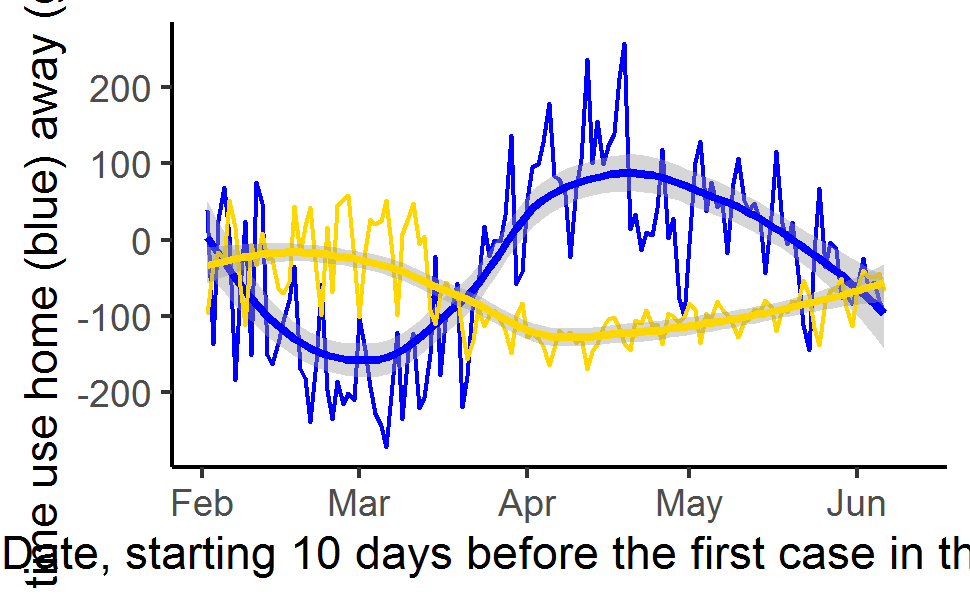 time use home (blue) away (
200
100
0
-100
-200
Feb Mar Apr May Jun
Date, starting 10 days before the first case in th